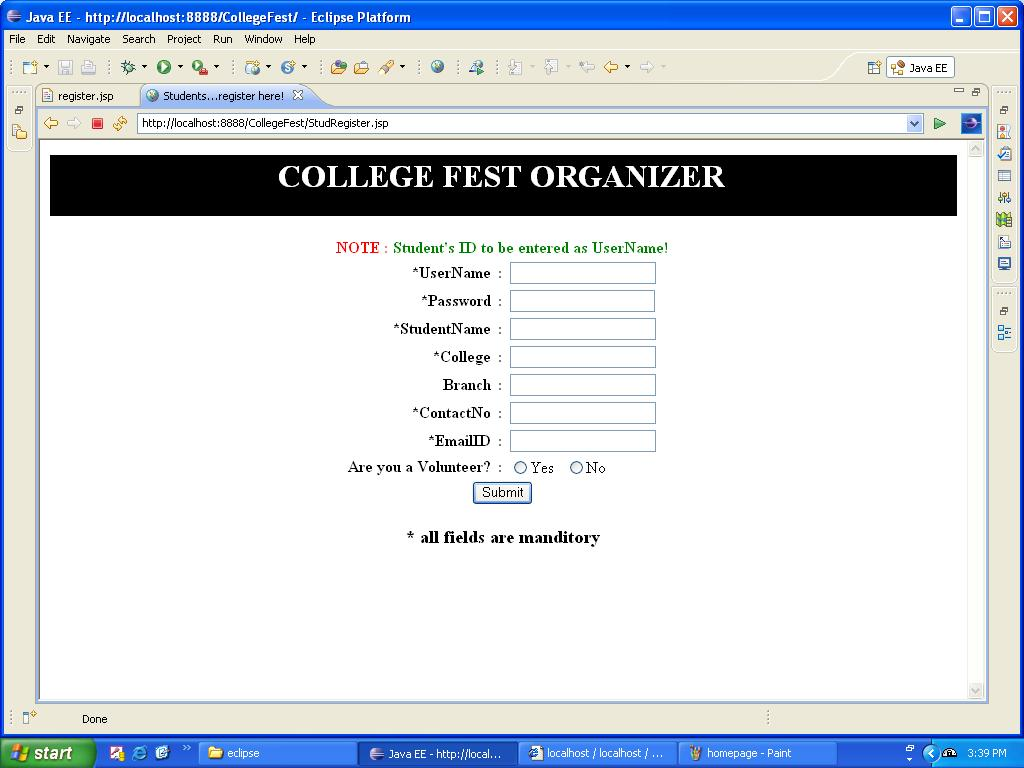 Java EE - http://localhost:8888/CollegeFest/ - Eclipse Platform
File Edit Navigate Search Project Run Window Help
Java EE
register.jsp Students...register here!
http://localhost:8888/CollegeFest/StudRegister.jsp
COLLEGE FEST ORGANIZER
NOTE : Student's ID to be entered as UserName!
*UserName :
*Password :
*StudentName :
*College :
Branch :
*ContactNo :
*EmailID :
Are you a Volunteer? : Yes No
Submit
* all fields are manditory
Done
start eclipse Java EE - http://local... localhost / localhost / ... homepage - Paint 3:39 PM